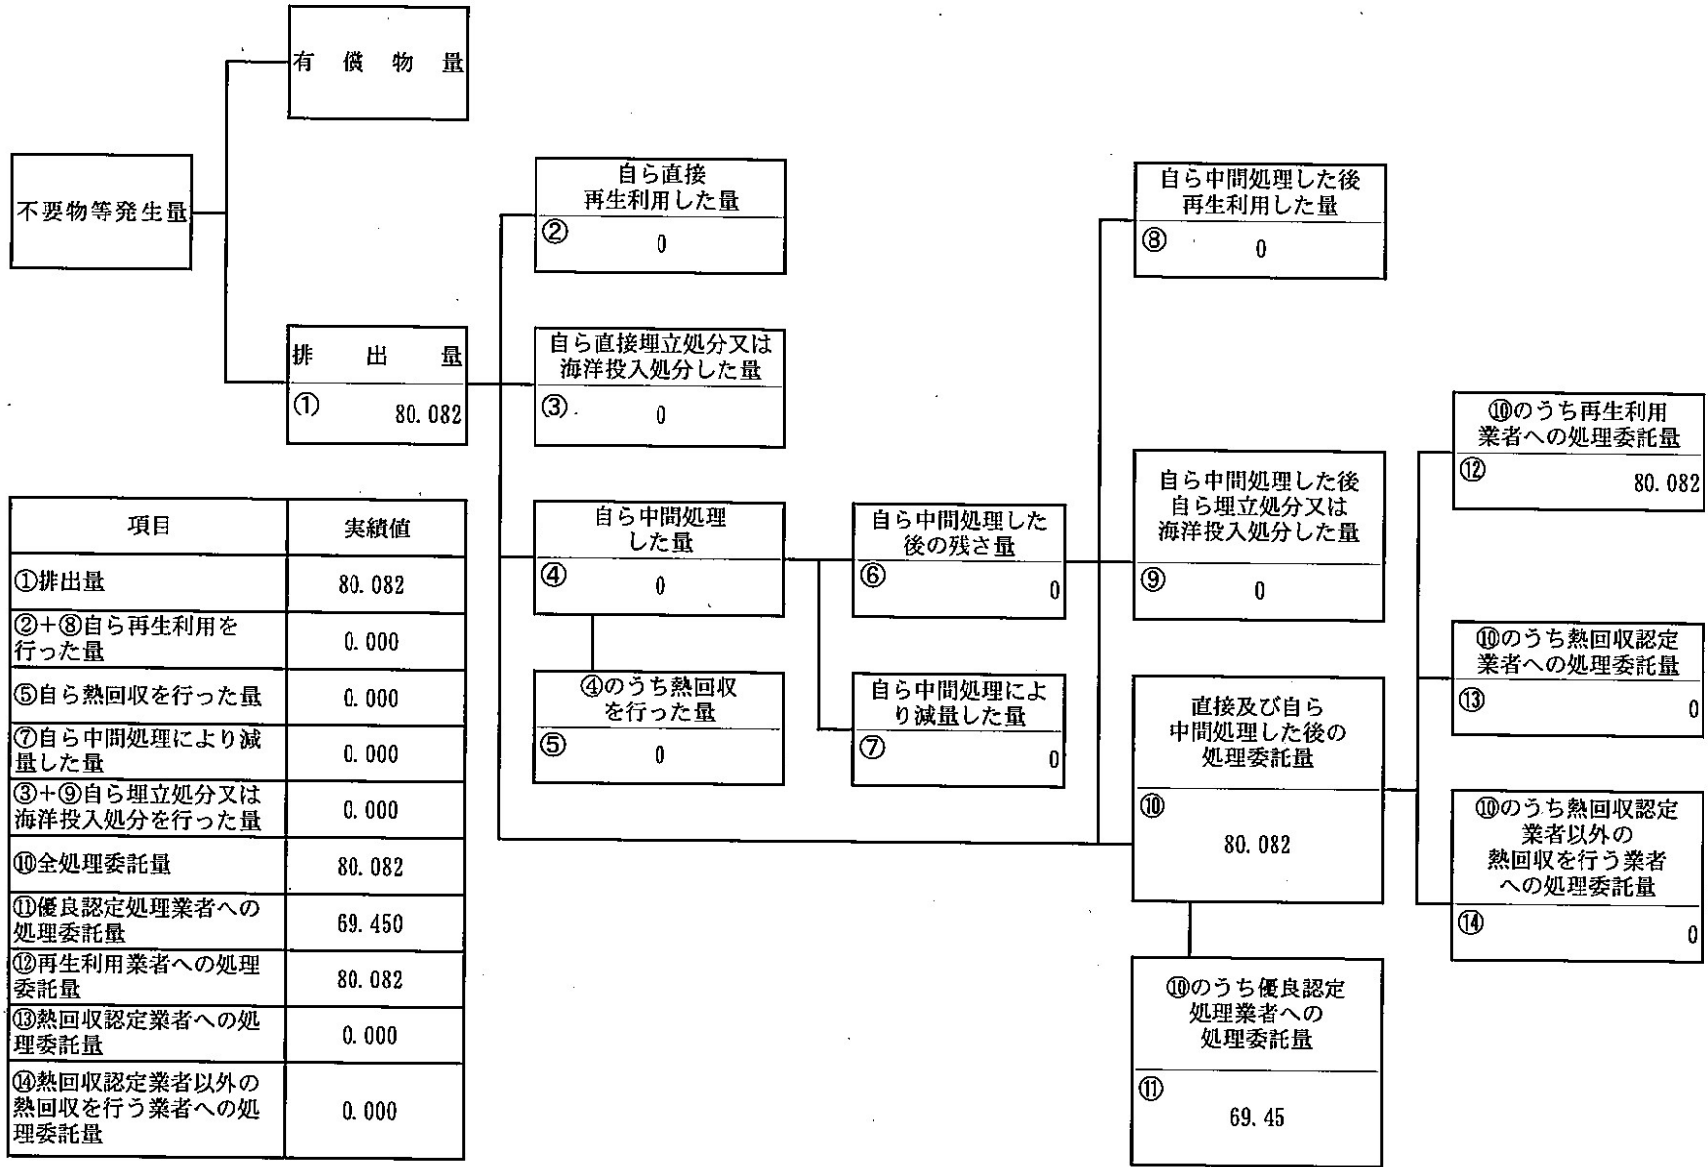 有償物量
不要物等発生量
排出量
①
80.082
自ら直接
再生利用した量
②
0
自ら直接埋立処分又は
海洋投入処分した量
③
0
自ら中間処理
した量
④
0
④のうち熱回収
を行った量
⑤
0
自ら中間処理した
後の残さ量
⑥
0
自ら中間処理によ
り減量した量
⑦
0
自ら中間処理した後
再生利用した量
⑧
0
自ら中間処理した後
自ら埋立処分又は
海洋投入処分した量
⑨
0
直接及び自ら
中間処理した後の
処理委託量
⑩
80.082
⑩のうち優良認定
処理業者への
処理委託量
⑪
69.45
⑩のうち再生利用
業者への処理委託量
⑫
80.082
⑩のうち熱回収認定
業者への処理委託量
⑬
0
⑩のうち熱回収認定
業者以外の
熱回収を行う業者
への処理委託量
⑭
0
項目 実績値
①排出量 80.082
②+⑧自ら再生利用を
行った量 0.000
⑤自ら熱回収を行った量 0.000
⑦自ら中間処理により減
量した量 0.000
③+⑨自ら埋立処分又は
海洋投入処分を行った量 0.000
⑩全処理委託量 80.082
⑪優良認定処理業者への
処理委託量 69.450
⑫再生利用業者への処理
委託量 80.082
⑬熱回収認定業者への処
理委託量 0.000
⑭熱回収認定業者以外の
熱回収を行う業者への処
理委託量 0.000